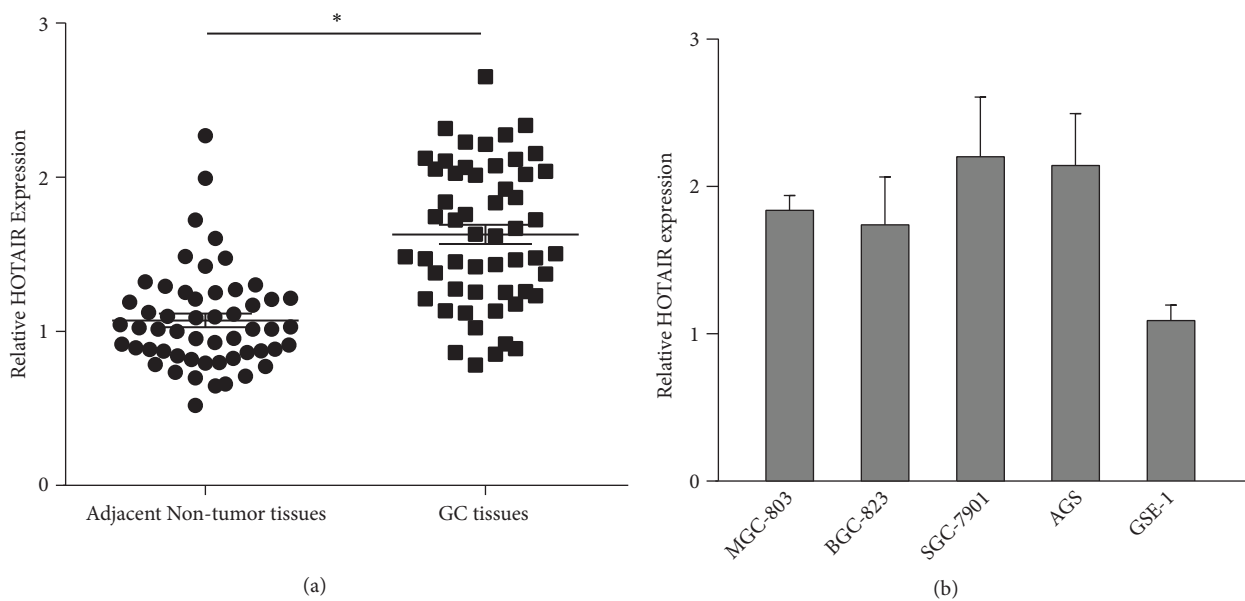 *
3
2
1
0
Relative HOTAIR Expression
Adjacent Non-tumor tissues
GC tissues
(a)
3
2
1
0
Relative HOTAIR expression
MGC-803
BGC-823
SGC-7901
AGS
GSE-1
(b)